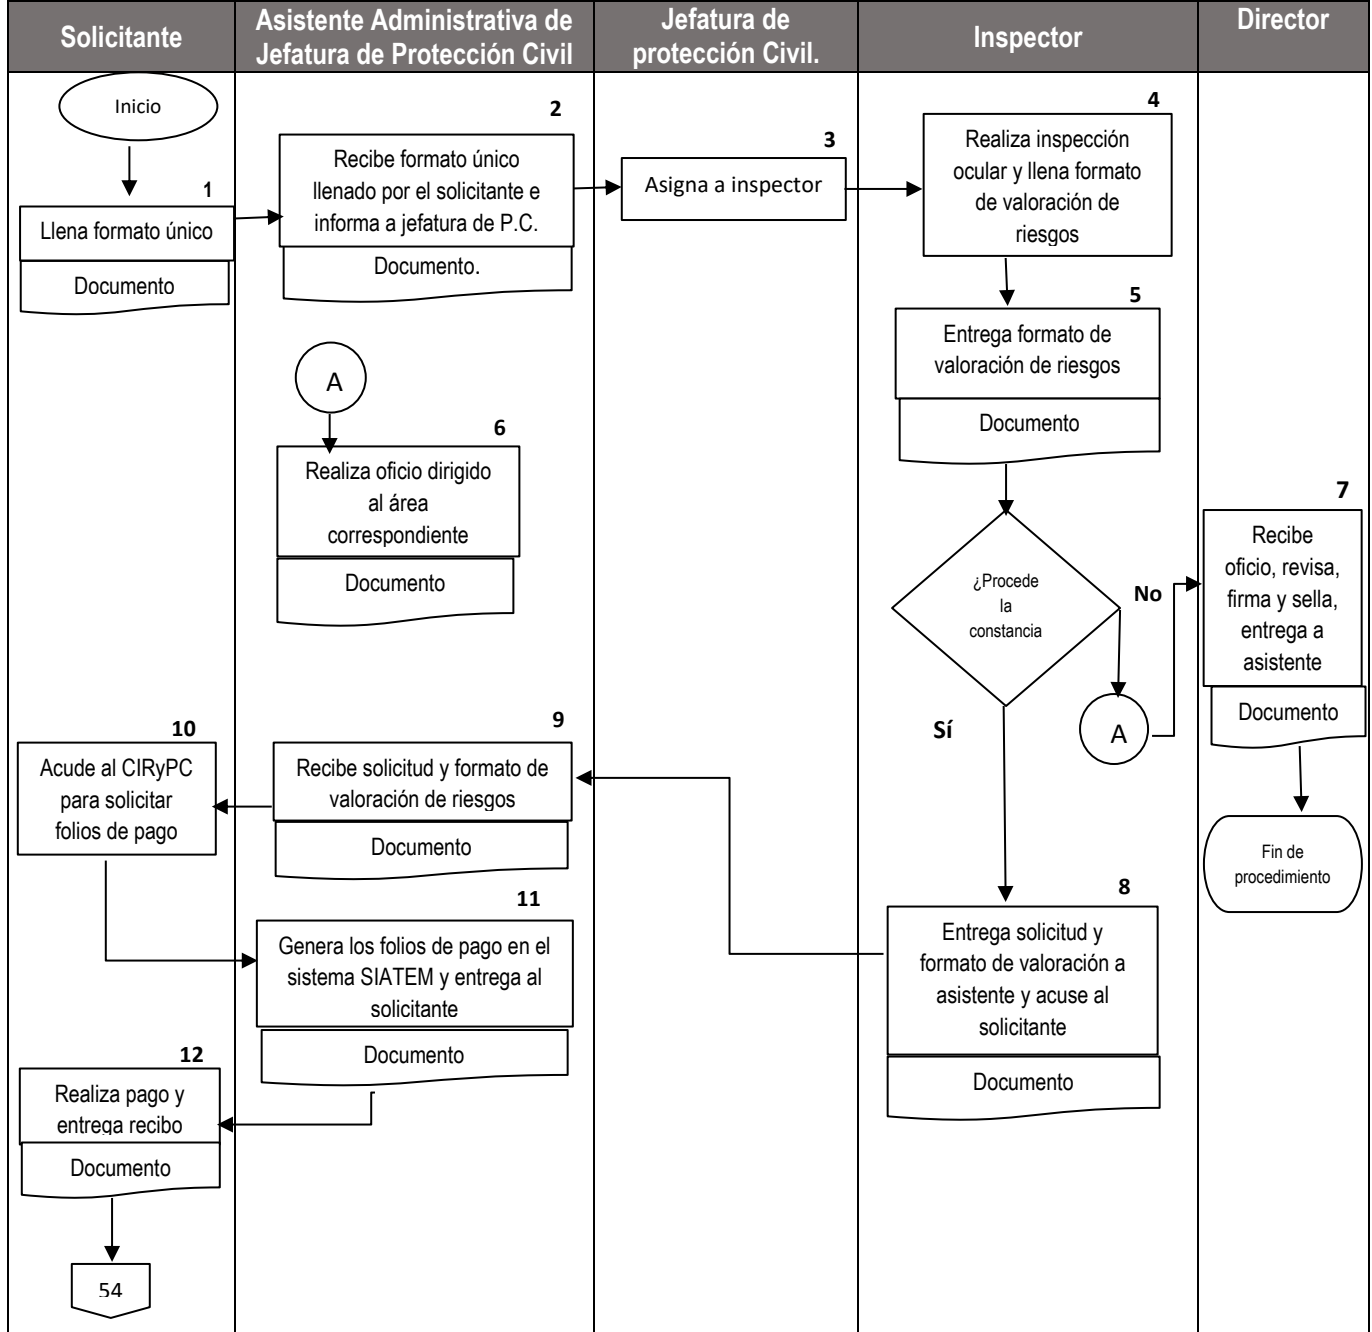 Solicitante
Asistente Administrativa de
Jefatura de Protección Civil
Jefatura de
protección Civil.
Inspector
Director
Inicio
1
Llena formato único
Documento
2
Recibe formato único
llenado por el solicitante e
informa a jefatura de P.C.
Documento.
3
Asigna a inspector
4
Realiza inspección
ocular y llena formato
de valoración de
riesgos
5
Entrega formato de
valoración de riesgos
Documento
A
6
Realiza oficio dirigido
al área
correspondiente
Documento
¿Procede
la
constancia
No
Sí
A
7
Recibe
oficio, revisa,
firma y sella,
entrega a
asistente
Documento
Fin de
procedimiento
8
Entrega solicitud y
formato de valoración a
asistente y acuse al
solicitante
Documento
9
Recibe solicitud y formato de
valoración de riesgos
Documento
10
Acude al CIRyPC
para solicitar
folios de pago
11
Genera los folios de pago en el
sistema SIATEM y entrega al
solicitante
Documento
12
Realiza pago y
entrega recibo
Documento
54